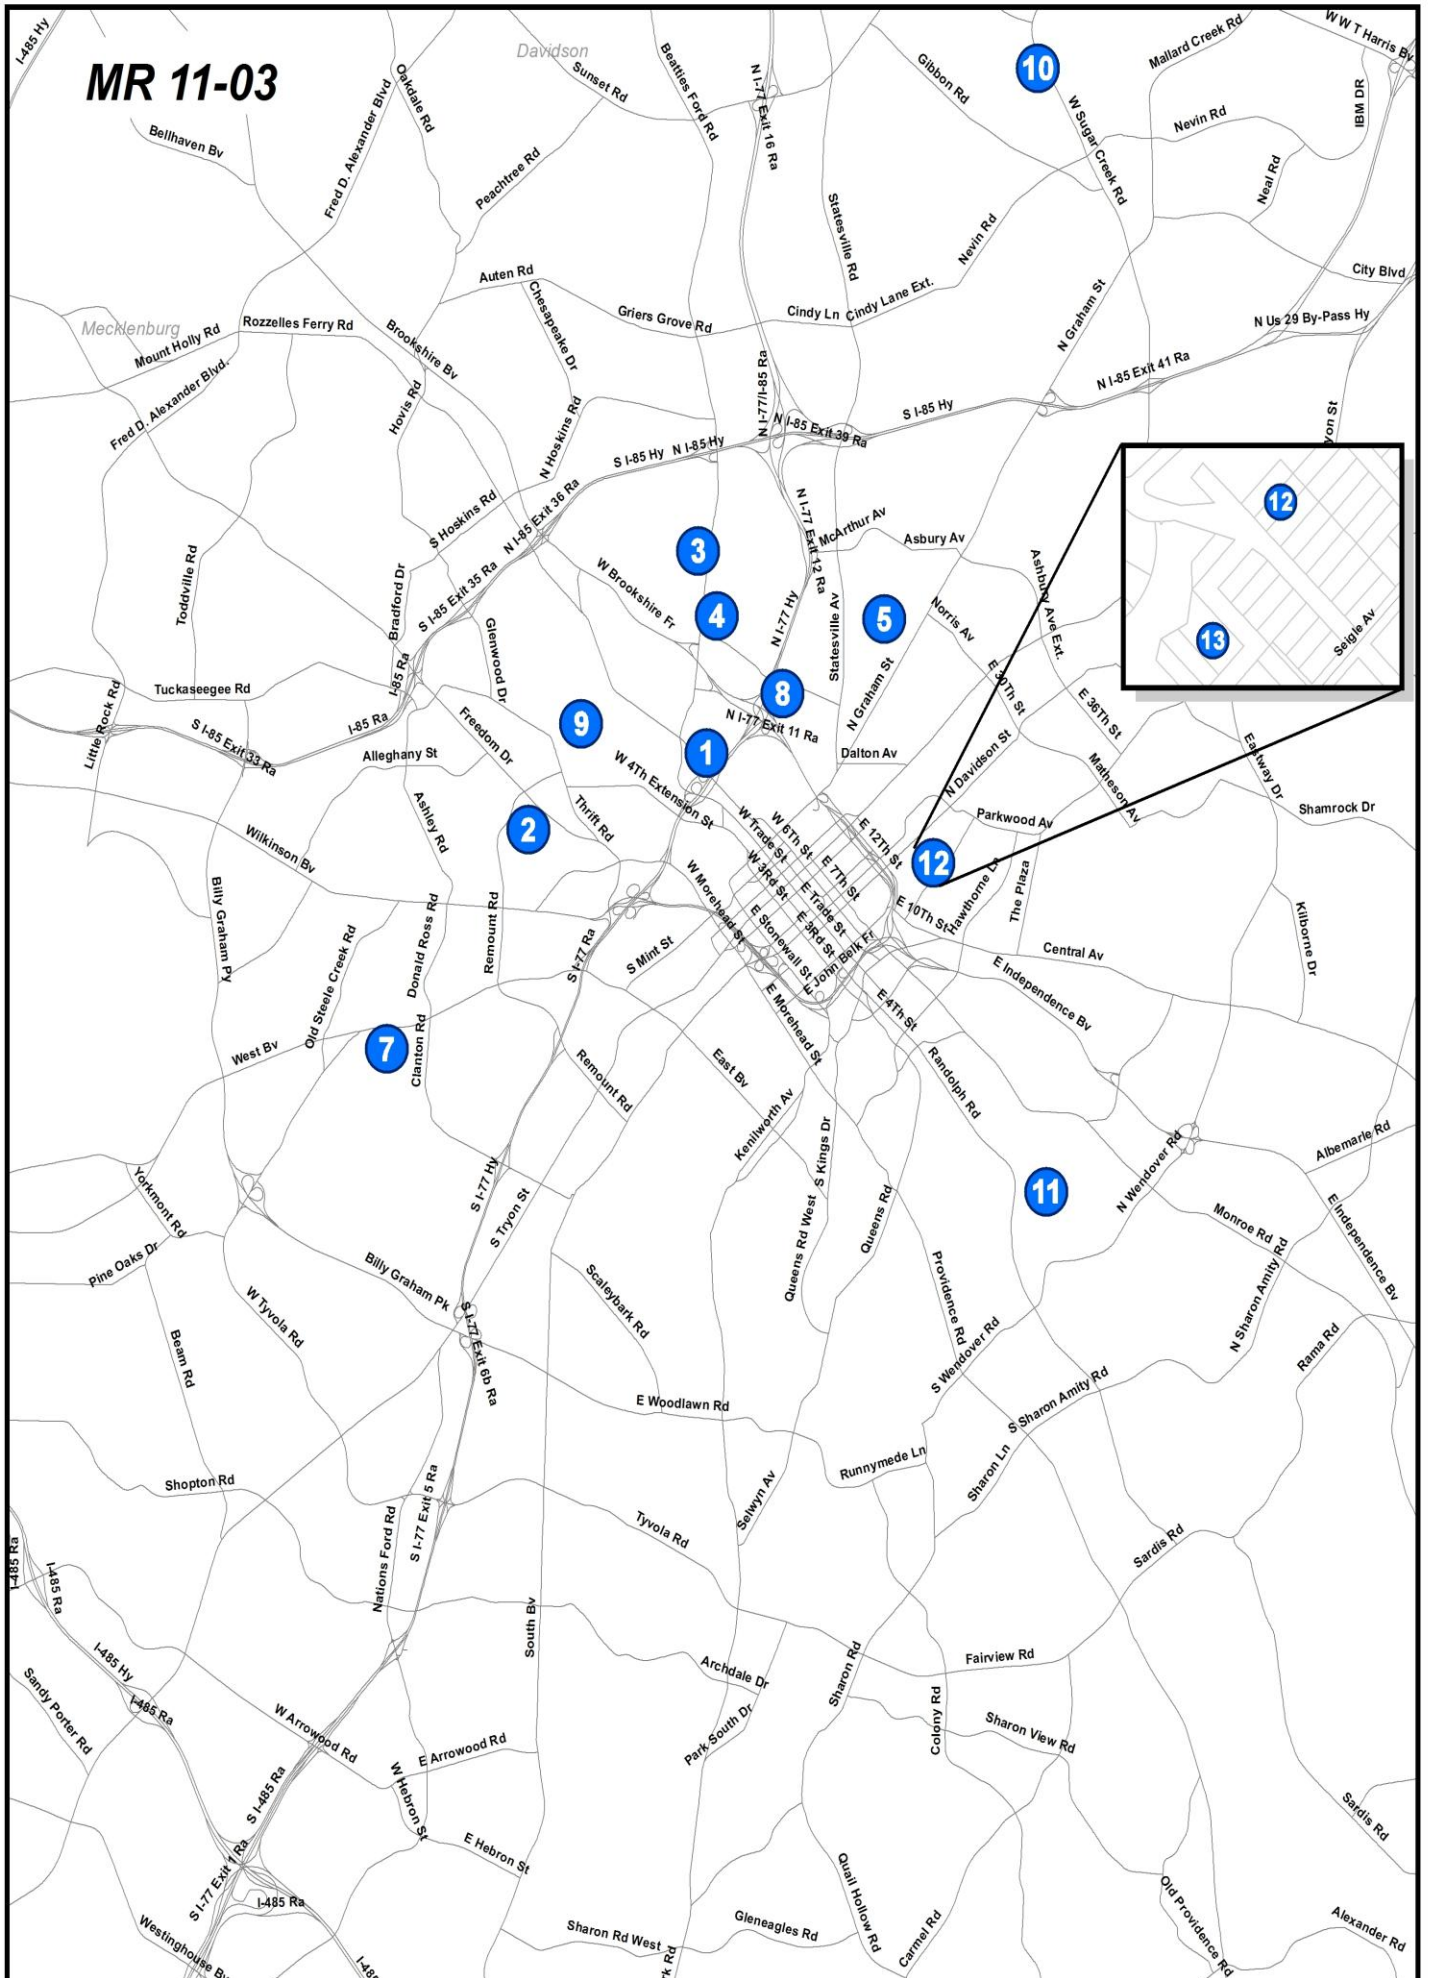 I-485 Hy
MR 11-03
Davidson
Sunset Rd
Oakdale Rd
Fred D. Alexander Blvd
Bellhaven Bv
Peachtree Rd
Beatties Ford Rd
N I-77 Exit 16 Ra
Gibbon Rd
10
Mallard Creek Rd
W W T Harris Bv
IBM DR
W Sugar Creek Rd
Nevin Rd
Neal Rd
Statesville Rd
Nevin Rd
City Blvd
Auten Rd
Chesapeake Dr
Griers Grove Rd
Cindy Ln
Cindy Lane Ext.
N Graham St
N Us 29 By-Pass Hy
Mecklenburg
Mount Holly Rd
Rozzelles Ferry Rd
Brookshire Bv
Fred D. Alexander Blvd.
Hovis Rd
N Hoskins Rd
N I-77/I-85 Ra
N I-85 Exit 41 Ra
S I-85 Hy
N I-85 Exit 39 Ra
S I-85 Hy
N I-85 Hy
yon St
S Hoskins Rd
N I-85 Exit 36 Ra
N I-77 Exit 12 Ra
McArthur Av
Asbury Av
12
13
Seigle Av
3
Toddville Rd
Bradford Dr
S I-85 Exit 35 Ra
Glenwood Dr
W Brookshire Fr
4
N I-77 Hy
Statesville Av
5
Norris Av
Ashbury Ave Ext.
E 30Th St
E 36Th St
N Graham St
Little Rock Rd
Tuckaseegee Rd
I-85 Ra
S I-85 Exit 33 Ra
I-85 Ra
Alleghany St
Freedom Dr
9
8
N I-77 Exit 11 Ra
1
Dalton Av
N Davidson St
Matheson Av
Eastway Dr
Shamrock Dr
W 4Th Extension St
Thrift Rd
2
Ashley Rd
Wilkinson Bv
W Trade St
W 6Th St
E 12Th St
Parkwood Av
12
W 3Rd St
E 7Th St
W Morehead St
E Trade St
E 10Th St
Hawthorne Ln
The Plaza
Billy Graham Py
Donald Ross Rd
Remount Rd
E Stonewall St
E 3Rd St
John Belk Fr
E
Central Av
Kilborne Dr
Old Steele Creek Rd
S I-77 Ra
S Mint St
E Independence Bv
E 4Th St
E Morehead St
West Bv
7
Clanton Rd
Remount Rd
East Bv
Randolph Rd
Kenilworth Av
S Kings Dr
Albemarle Rd
Yorkmont Rd
S I-77 Hy
S Tryon St
Queens Rd West
Queens Rd
11
N Wendover Rd
Monroe Rd
E Independence Bv
Pine Oaks Dr
Billy Graham Pk
Scaleybark Rd
Providence Rd
N Sharon Amity Rd
W Tyvola Rd
Beam Rd
S I-77 Exit 6b Ra
S Wendover Rd
Rama Rd
E Woodlawn Rd
S Sharon Amity Rd
Shopton Rd
Runnymede Ln
Sharon Ln
Nations Ford Rd
S I-77 Exit 5 Ra
Selwyn Av
Tyvola Rd
Sardis Rd
I-485 Ra
I-485 Ra
South Bv
I-485 Hy
Sandy Porter Rd
I-485 Ra
Archdale Dr
Fairview Rd
Sharon Rd
Park South Dr
Colony Rd
Sharon View Rd
W Arrowood Rd
E Arrowood Rd
S I-485 Ra
W Hebron St
E Hebron St
Sardis Rd
S I-77 Exit 1 Ra
I-485 Ra
Quail Hollow Rd
Old Providence Rd
Westinghouse Bv
Sharon Rd West
Gleneagles Rd
Carmel Rd
Alexander Rd
I-485
rk Rd